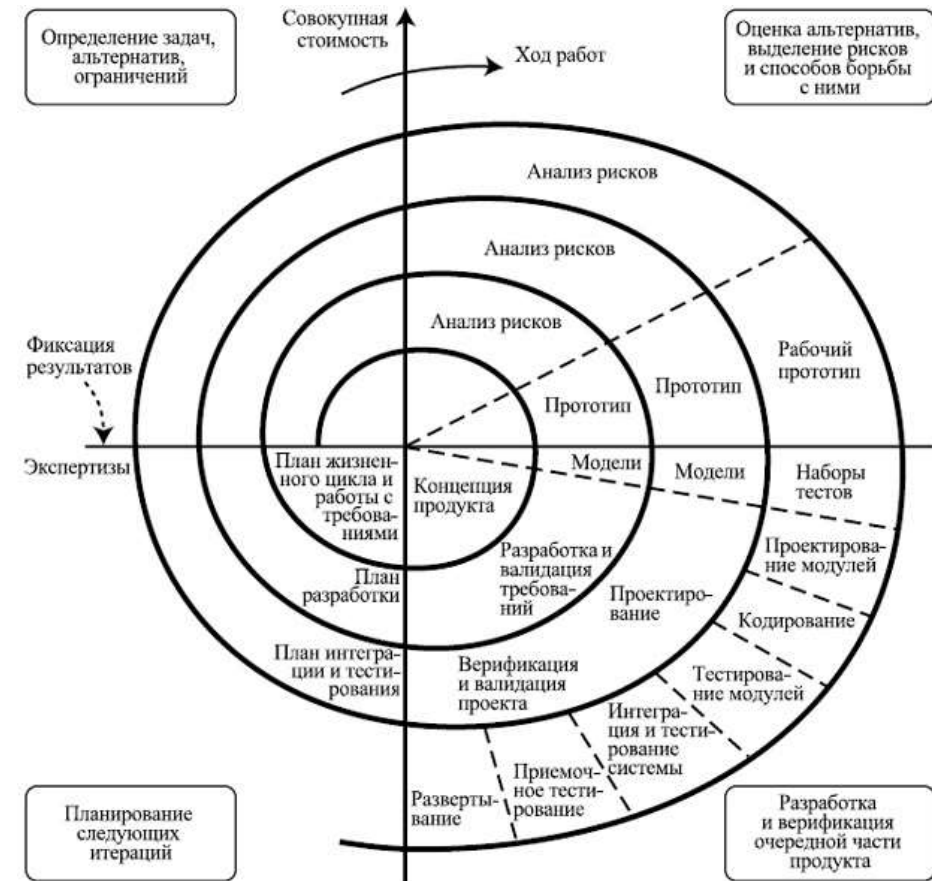 Определение задач,
альтернатив,
ограничений
Совокупная
стоимость
Ход работ
Оценка альтернатив,
выделение рисков
и способов борьбы
с ними
Анализ рисков
Анализ рисков
Анализ рисков
Фиксация
результатов
Рабочий
прототип
Прототип
Прототип
Экспертизы
План жизнен-
ного цикла и
работы с
требова-
ниями
Концепция
продукта
Модели
Модели
Наборы
тестов
Проектирова-
ние модулей
Разработка и
валидация
требова-
ний
План
разработки
Проектиро-
вание
Кодирование
План интегра-
ции и тести-
рования
Верификация
и валидация
проекта
Тестирова-
ние модулей
Интегра-
ция и тести-
рование
системы
Приемоч-
ное тести-
рование
Разверты-
вание
Планирование
следующих
итераций
Разработка
и верификация
очередной части
продукта